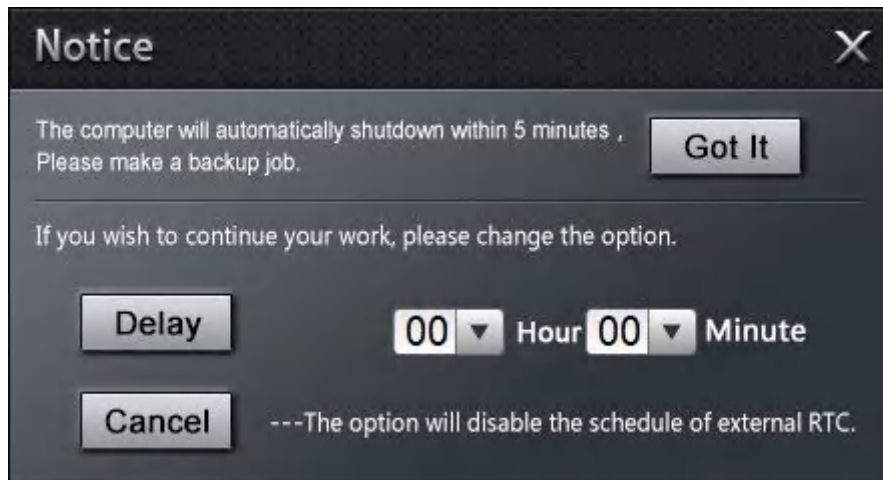 Notice
The computer will automatically shutdown within 5 minutes ,
Please make a backup job.
Got It
If you wish to continue your work, please change the option.
Delay
00 Hour 00 Minute
Cancel
---The option will disable the schedule of external RTC.